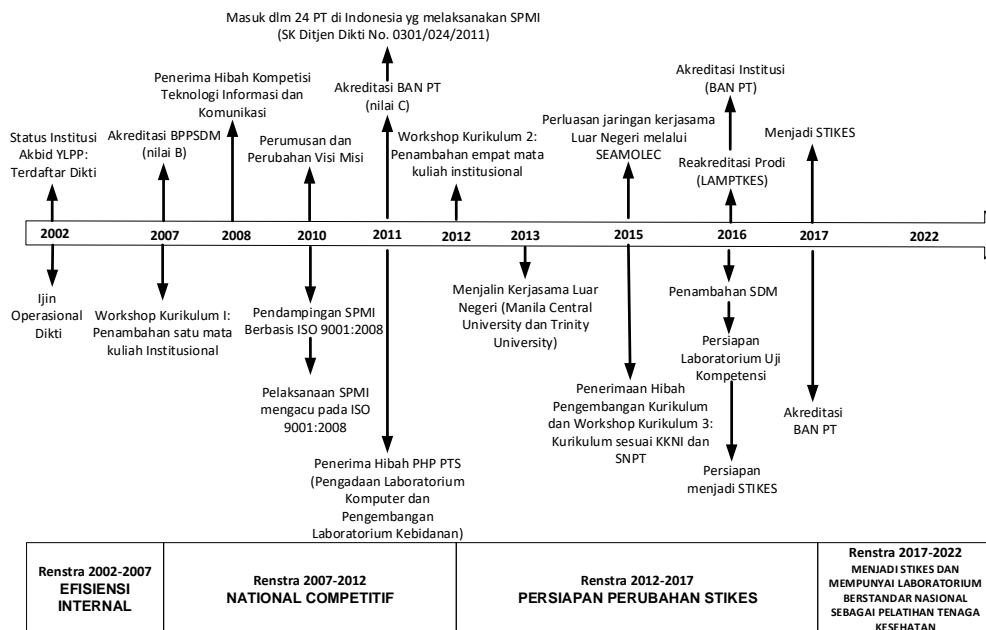 Masuk dlm 24 PT di Indonesia yg melaksanakan SPMI
(SK Ditjen Dikti No. 0301/024/2011)
Penerima Hibah Kompetisi
Teknologi Informasi dan
Komunikasi
Akreditasi BAN PT
(nilai C)
Akreditasi Institusi
(BAN PT)
Status Institusi
Akbid YLPP:
Terdaftar Dikti
Akreditasi BPPSDM
(nilai B)
Perumusan dan
Perubahan Visi Misi
Workshop Kurikulum 2:
Penambahan empat mata
kuliah institusional
Perluasan jaringan kerjasama
Luar Negeri melalui
SEAMOLEC
Reakreditasi Prodi
(LAMPTKES)
Menjadi STIKES
2002
2007
2008
2010
2011
2012
2013
2015
2016
2017
2022
Ijin
Operasional
Dikti
Workshop Kurikulum I:
Penambahan satu mata
kuliah Institusional
Pendampingan SPMI
Berbasis ISO 9001:2008
Pelaksanaan SPMI
mengacu pada ISO
9001:2008
Penerima Hibah PHP PTS
(Pengadaan Laboratorium
Komputer dan
Pengembangan
Laboratorium Kebidanan)
Menjalin Kerjasama Luar
Negeri (Manila Central
University dan Trinity
University)
Penerimaan Hibah
Pengembangan Kurikulum
dan Workshop Kurikulum 3:
Kurikulum sesuai KKNI dan
SNPT
Penambahan SDM
Persiapan
Laboratorium Uji
Kompetensi
Persiapan
menjadi STIKES
Akreditasi
BAN PT
Renstra 2002-2007
EFISIENSI
INTERNAL
Renstra 2007-2012
NATIONAL COMPETITIF
Renstra 2012-2017
PERSIAPAN PERUBAHAN STIKES
Renstra 2017-2022
MENJADI STIKES DAN
MEMPUNYAI LABORATORIUM
BERSTANDAR NASIONAL
SEBAGAI PELATIHAN TENAGA
KESEHATAN